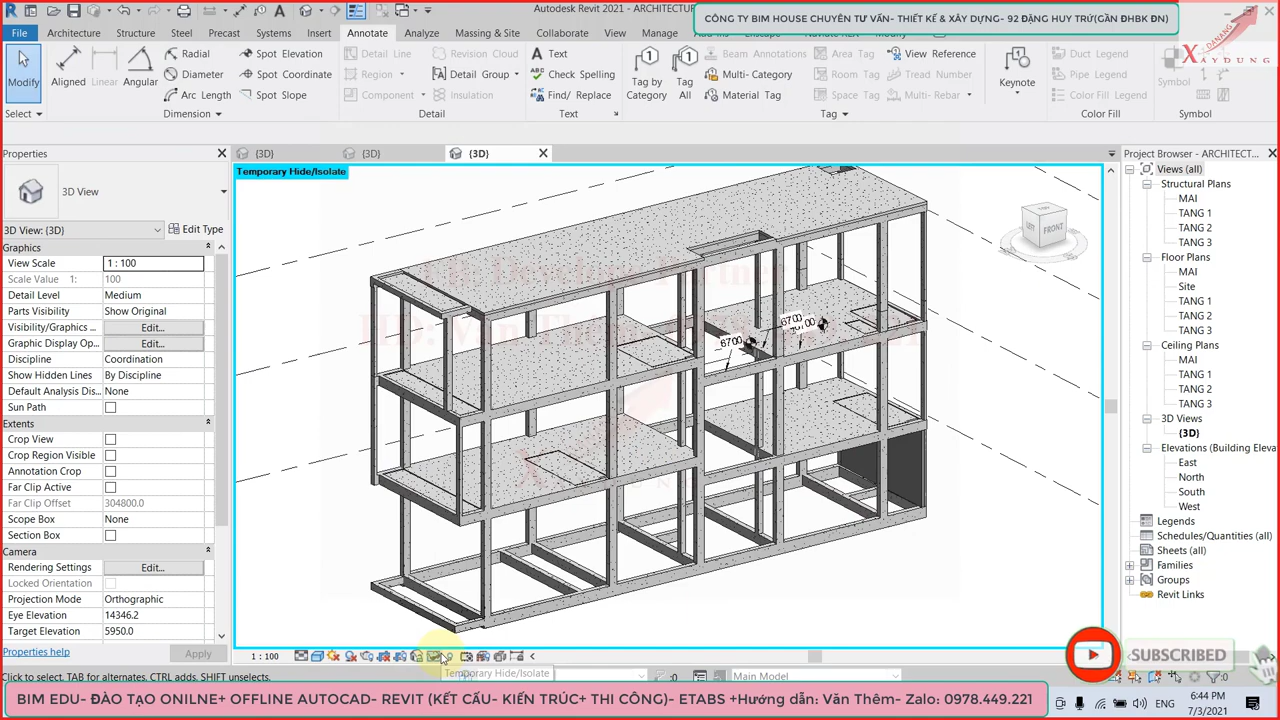 Autodesk Revit 2021 - ARCHITECTUR
CÔNG TY BIM HOUSE CHUYÊN TƯ VẤN- THIẾT KẾ & XÂY DỰNG- 92 ĐẶNG HUY TRỨ(GẦN ĐHBK ĐN)
DANANG
XÂYDỰNG
File Architecture Structure Steel Precast Systems Insert Annotate Analyze Massing & Site Collaborate View Manage
Modify Aligned Linear Angular
Radial Spot Elevation
Diameter Spot Coordinate
Arc Length Spot Slope
Detail Line Revision Cloud
Region Detail Group
Component Insulation
Text
Check Spelling
Find/ Replace
Tag by Category
Tag All
Beam Annotations
Multi- Category
Material Tag
Area Tag View Reference
Room Tag Tread Number
Space Tag Multi- Rebar
Keynote
Duct Legend
Pipe Legend
Color Fill Legend
Symbol
Select Dimension Detail Text Tag Color Fill Symbol
Properties
{3D} {3D} {3D}
Project Browser - ARCHITECT...
Temporary Hide/Isolate
3D View
3D View: {3D} Edit Type
Graphics
View Scale 1 : 100
Scale Value 1: 100
Detail Level Medium
Parts Visibility Show Original
Visibility/Graphics ... Edit...
Graphic Display Op... Edit...
Discipline Coordination
Show Hidden Lines By Discipline
Default Analysis Dis... None
Sun Path
Extents
Crop View
Crop Region Visible
Annotation Crop
Far Clip Active
Far Clip Offset 304800.0
Scope Box None
Section Box
Camera
Rendering Settings Edit...
Locked Orientation
Projection Mode Orthographic
Eye Elevation 14346.2
Target Elevation 5950.0
Properties help Apply
6700
6700
LEFT FRONT
Views (all)
Structural Plans
MAI
TANG 1
TANG 2
TANG 3
Floor Plans
MAI
Site
TANG 1
TANG 2
TANG 3
Ceiling Plans
MAI
TANG 1
TANG 2
TANG 3
3D Views
{3D}
Elevations (Building Eleva
East
North
South
West
Legends
Schedules/Quantities (all)
Sheets (all)
Families
Groups
Revit Links
1 : 100
Temporary Hide/Isolate
Main Model
:0
SUBSCRIBED
BIM EDU- ĐÀO TẠO ONILNE+ OFFLINE AUTOCAD- REVIT (KẾT CẤU- KIẾN TRÚC+ THI CÔNG)- ETABS +Hướng dẫn: Văn Thêm- Zalo: 0978.449.221
ENG
6:44 PM
7/3/2021